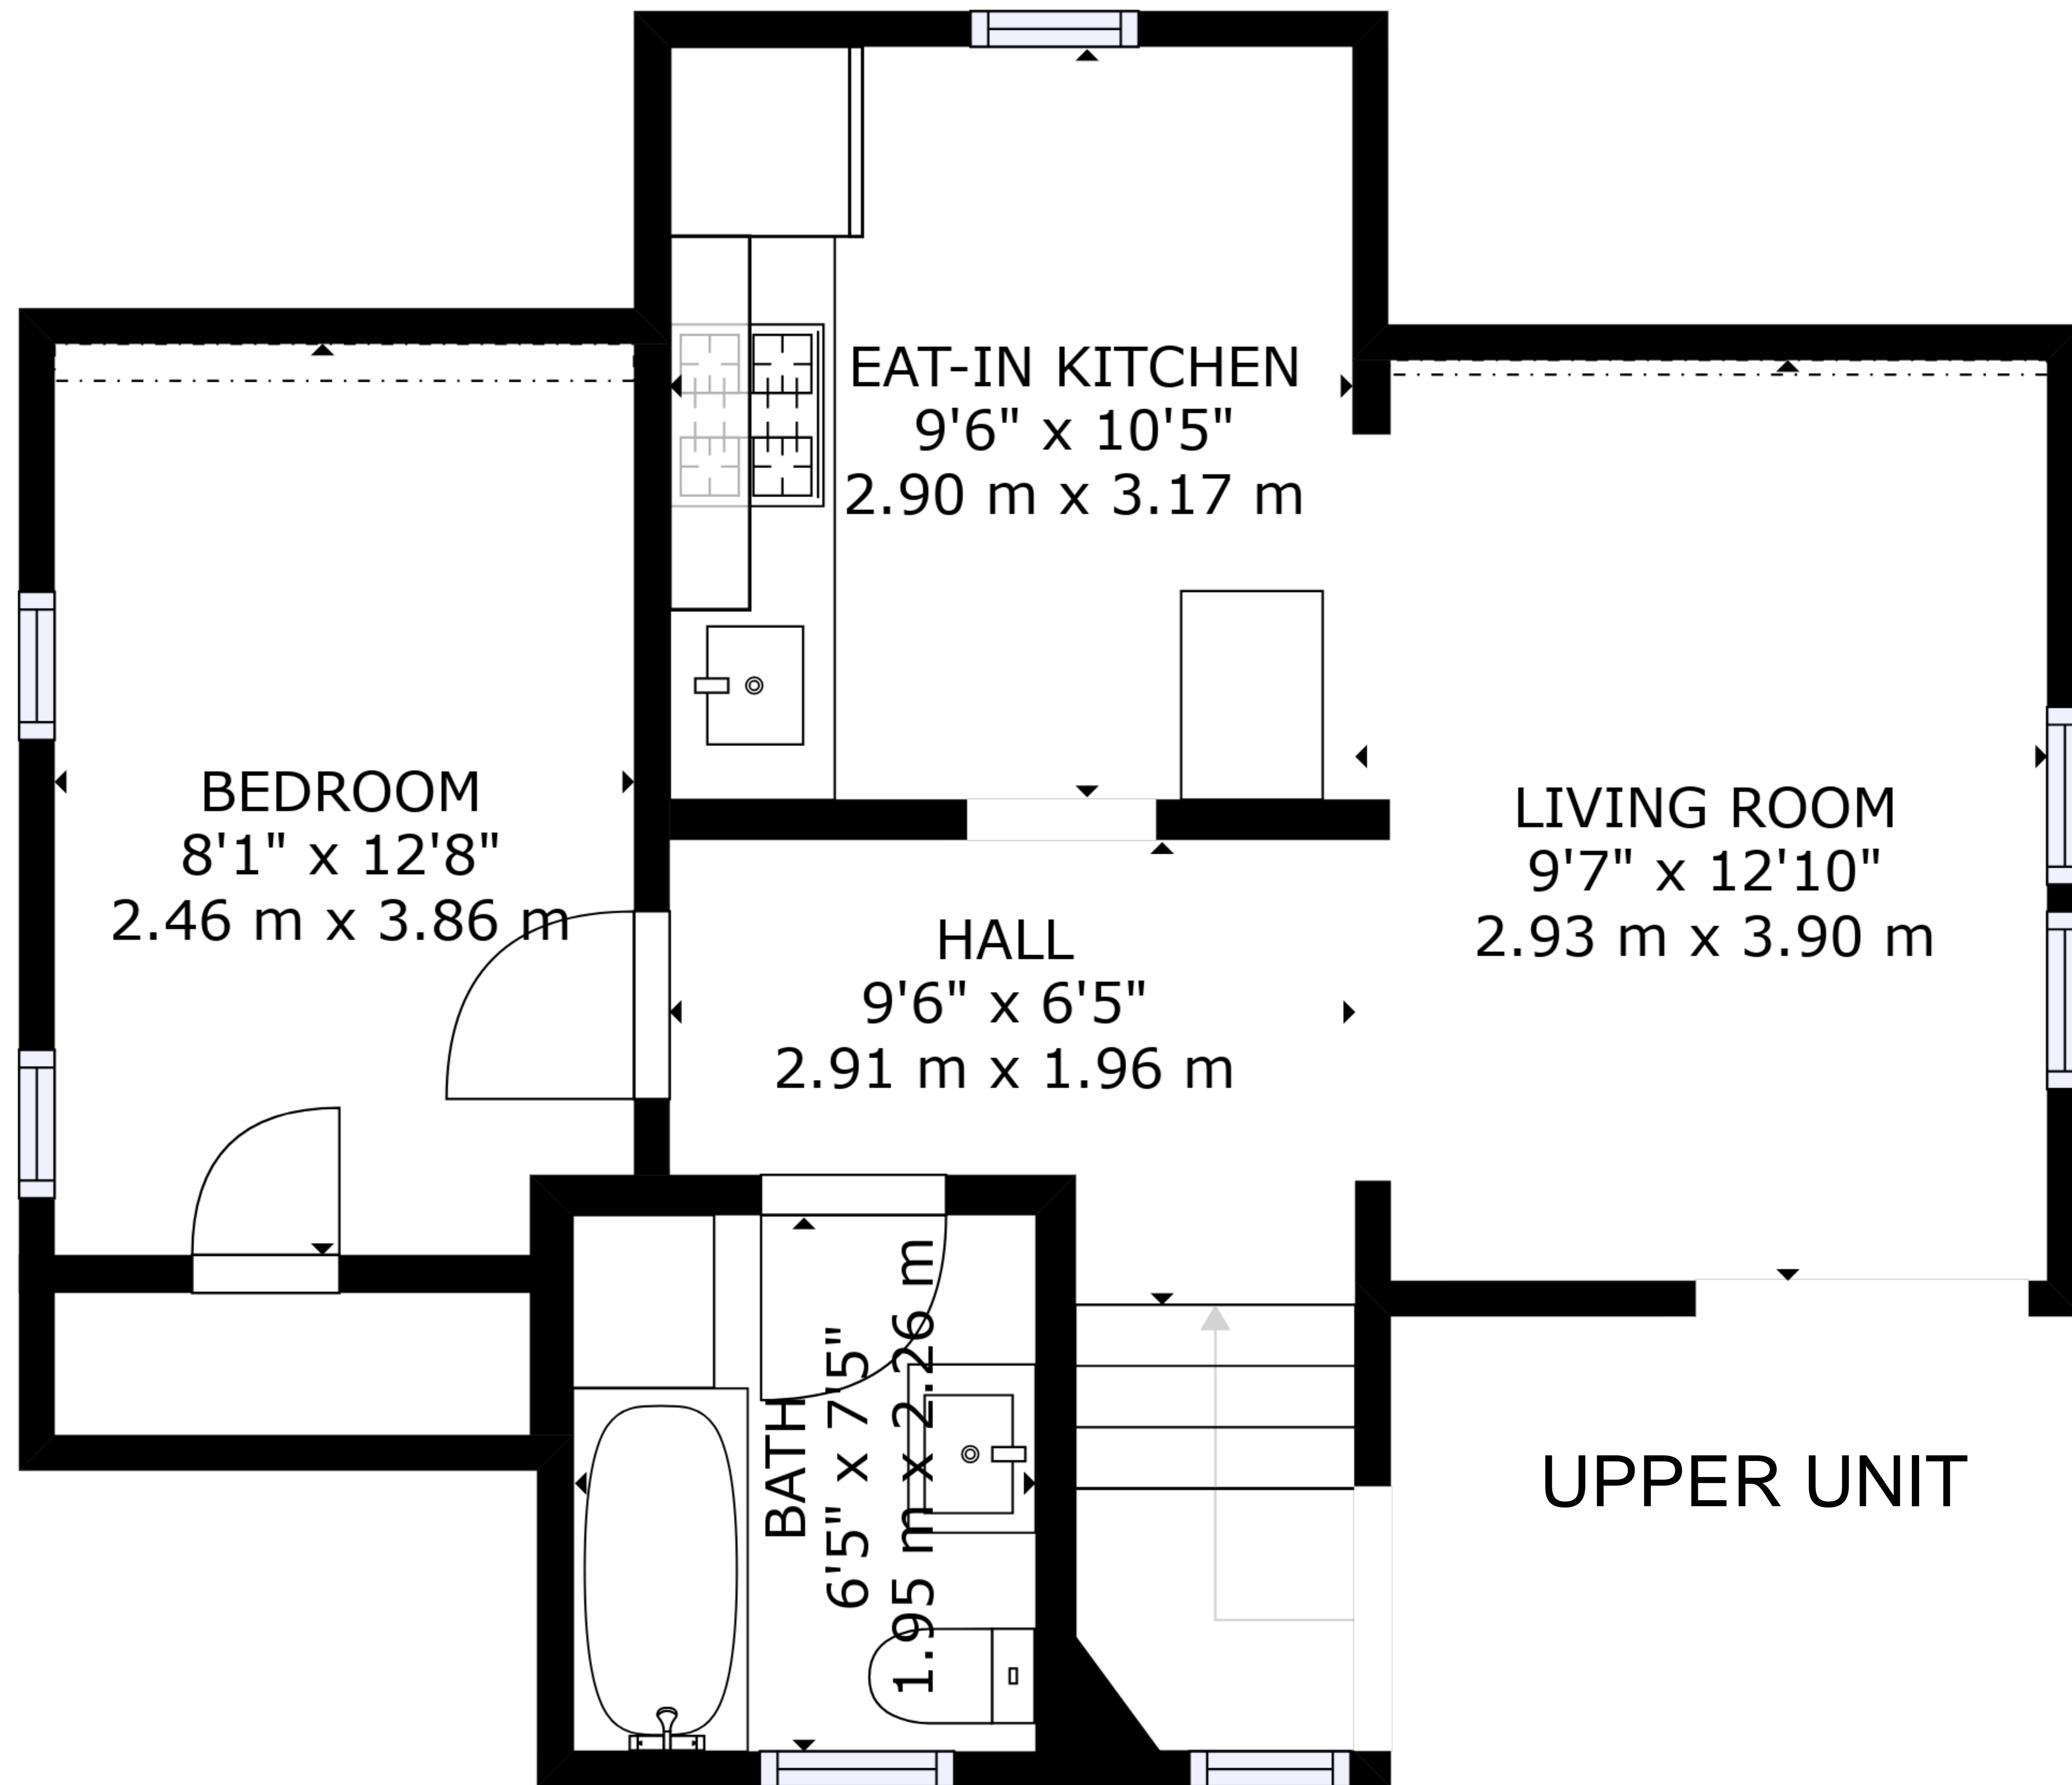 EAT-IN KITCHEN
9'6" x 10'5"
2.90 m x 3.17 m
BEDROOM
8'1" x 12'8"
2.46 m x 3.86 m
LIVING ROOM
9'7" x 12'10"
2.93 m x 3.90 m
HALL
9'6" x 6'5"
2.91 m x 1.96 m
BATH
6'5" x 7'5"
1.95 m x 2.26 m
UPPER UNIT